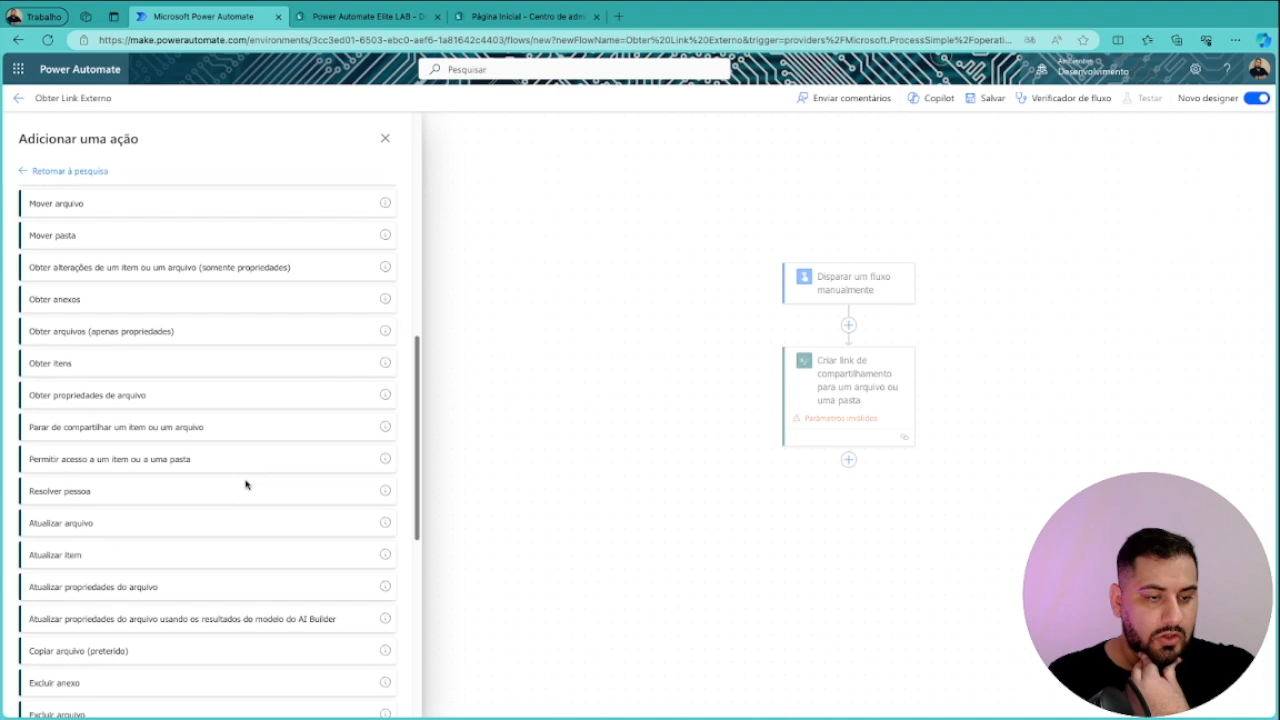 Trabalho
Microsoft Power Automate
Power Automate Elite LAB - Do
Página Inicial - Centro de adm
https://make.powerautomate.com/environments/3cc3ed01-6503-ebc0-aef6-1a81642c4403/flows/new?newFlowName=Obter%20Link%20Externo&trigger=providers%2FMicrosoft.ProcessSimple%2Foperati...
Power Automate
Pesquisar
Ambientes
Desenvolvimento
Obter Link Externo
Enviar comentários
Copilot
Salvar
Verificador de fluxo
Testar
Novo designer
Adicionar uma ação
Retornar à pesquisa
Mover arquivo
Mover pasta
Obter alterações de um item ou um arquivo (somente propriedades)
Obter anexos
Obter arquivos (apenas propriedades)
Obter itens
Obter propriedades de arquivo
Parar de compartilhar um item ou um arquivo
Permitir acesso a um item ou a uma pasta
Resolver pessoa
Atualizar arquivo
Atualizar item
Atualizar propriedades do arquivo
Atualizar propriedades do arquivo usando os resultados do modelo do AI Builder
Copiar arquivo (preterido)
Excluir anexo
Excluir arquivo
Disparar um fluxo
manualmente
Criar link de
compartilhamento
para um arquivo ou
uma pasta
Parâmetros inválidos